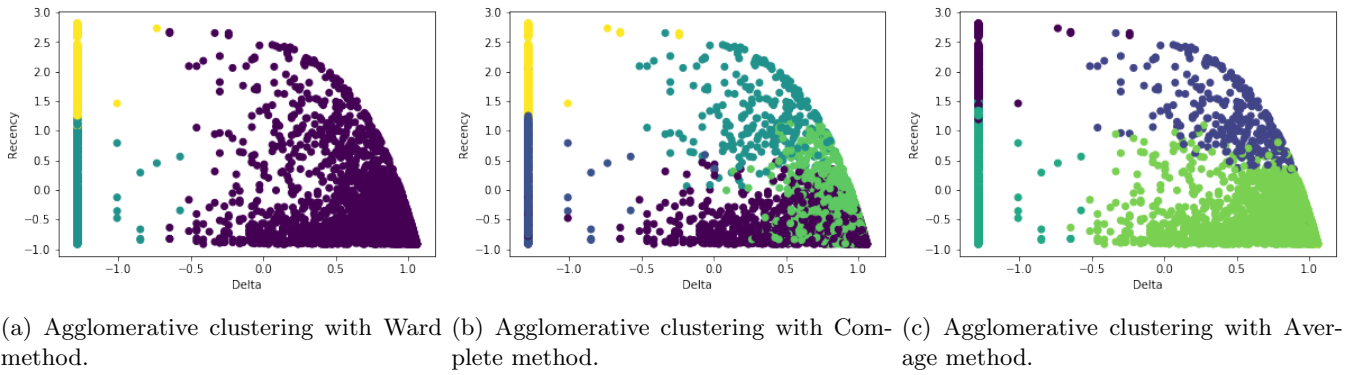 3.0
2.5
2.0
1.5
1.0
0.5
0.0
−0.5
−1.0
Recency
−1.0 −0.5 0.0 0.5 1.0
Delta
3.0
2.5
2.0
1.5
1.0
0.5
0.0
−0.5
−1.0
Recency
−1.0 −0.5 0.0 0.5 1.0
Delta
3.0
2.5
2.0
1.5
1.0
0.5
0.0
−0.5
−1.0
Recency
−1.0 −0.5 0.0 0.5 1.0
Delta
(a) Agglomerative clustering with Ward
method.
(b) Agglomerative clustering with Com-
plete method.
(c) Agglomerative clustering with Aver-
age method.